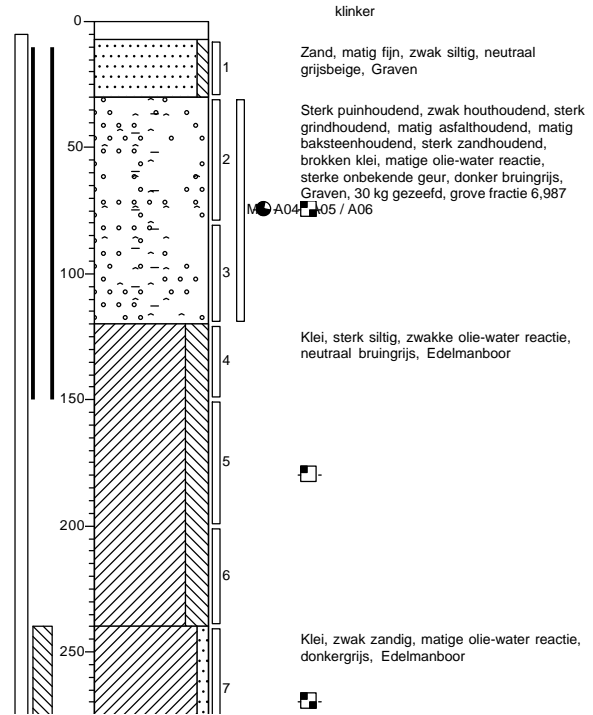 klinker
0
Zand, matig fijn, zwak siltig, neutraal
grijsbeige, Graven
1
Sterk puinhoudend, zwak houthoudend, sterk
grindhoudend, matig asfalthoudend, matig
baksteenhoudend, sterk zandhoudend,
brokken klei, matige olie-water reactie,
sterke onbekende geur, donker bruingrijs,
Graven, 30 kg gezeefd, grove fractie 6,987
50
2
A04 A05 / A06
100
3
Klei, sterk siltig, zwakke olie-water reactie,
neutraal bruingrijs, Edelmanboor
4
150
5
200
6
Klei, zwak zandig, matige olie-water reactie,
donkergrijs, Edelmanboor
250
7